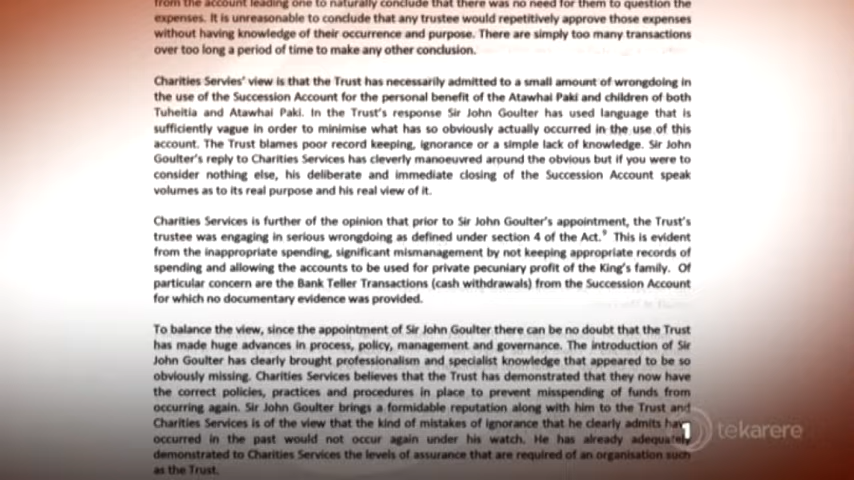 from the account leading one to naturally conclude that there was no need for them to question the
expenses. It is unreasonable to conclude that any trustee would repetitively approve those expenses
without having knowledge of their occurrence and purpose. There are simply too many transactions
over too long a period of time to make any other conclusion.
Charities Servies' view is that the Trust has necessarily admitted to a small amount of wrongdoing in
the use of the Succession Account for the personal benefit of the Atawhai Paki and children of both
Tuheitia and Atawhai Paki. In the Trust's response Sir John Goulter has used language that is
sufficiently vague in order to minimise what has so obviously actually occurred in the use of this
account. The Trust blames poor record keeping, ignorance or a simple lack of knowledge. Sir John
Goulter's reply to Charities Services has cleverly manoeuvred around the obvious but if you were to
consider nothing else, his deliberate and immediate closing of the Succession Account speak
volumes as to its real purpose and his real view of it.
Charities Services is further of the opinion that prior to Sir John Goulter's appointment, the Trust's
trustee was engaging in serious wrongdoing as defined under section 4 of the Act.⁹ This is evident
from the inappropriate spending, significant mismanagement by not keeping appropriate records of
spending and allowing the accounts to be used for private pecuniary profit of the King's family. Of
particular concern are the Bank Teller Transactions (cash withdrawals) from the Succession Account
for which no documentary evidence was provided.
To balance the view, since the appointment of Sir John Goulter there can be no doubt that the Trust
has made huge advances in process, policy, management and governance. The introduction of Sir
John Goulter has clearly brought professionalism and specialist knowledge that appeared to be so
obviously missing. Charities Services believes that the Trust has demonstrated that they now have
the correct policies, practices and procedures in place to prevent misspending of funds from
occurring again. Sir John Goulter brings a formidable reputation along with him to the Trust and
Charities Services is of the view that the kind of mistakes of ignorance that he clearly admits have
occurred in the past would not occur again under his watch. He has already adequately
demonstrated to Charities Services the levels of assurance that are required of an organisation such
as the Trust.
1 tekarere